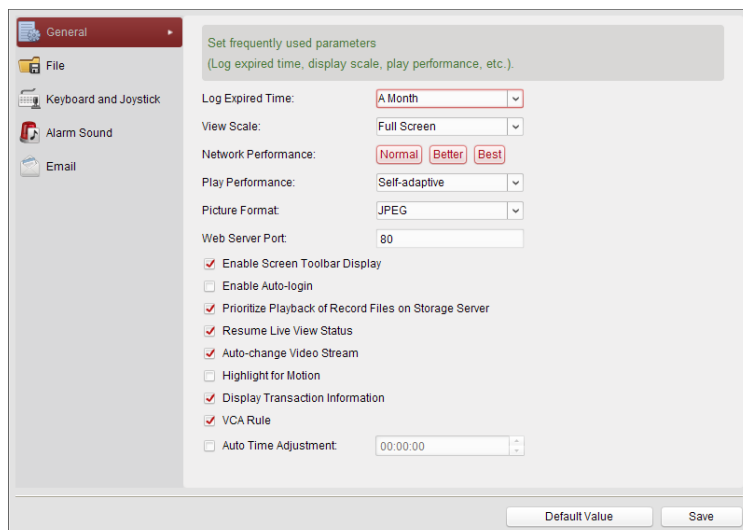 General
File
Keyboard and Joystick
Alarm Sound
Email
Set frequently used parameters
(Log expired time, display scale, play performance, etc.).
Log Expired Time: A Month
View Scale: Full Screen
Network Performance: Normal Better Best
Play Performance: Self-adaptive
Picture Format: JPEG
Web Server Port: 80
Enable Screen Toolbar Display
Enable Auto-login
Prioritize Playback of Record Files on Storage Server
Resume Live View Status
Auto-change Video Stream
Highlight for Motion
Display Transaction Information
VCA Rule
Auto Time Adjustment: 00:00:00
Default Value Save